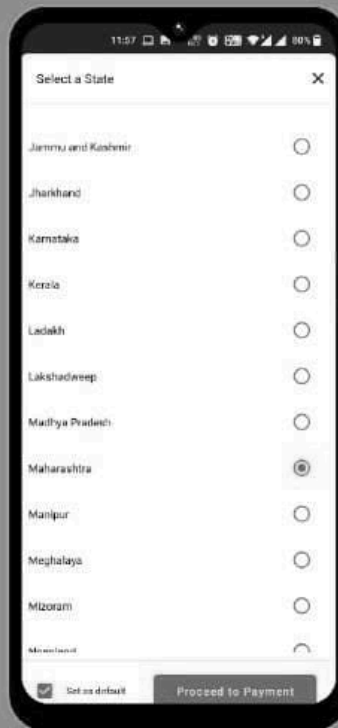 11:57 80%
Select a State
Jammu and Kashmir
Jharkhand
Karnataka
Kerala
Ladakh
Lakshadweep
Madhya Pradesh
Maharashtra
Manipur
Meghalaya
Mizoram
Set as default Proceed to Payment